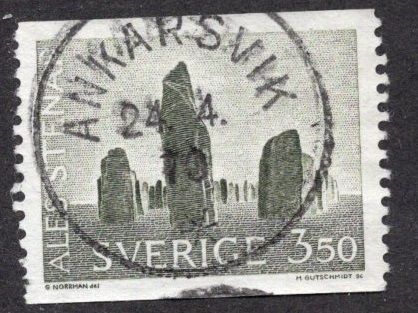 ANKARSVIK
24. 4.
70
ALES STENAR
SVERIGE 3.50
G NORRMAN del
M. GUTSCHMIDT sc